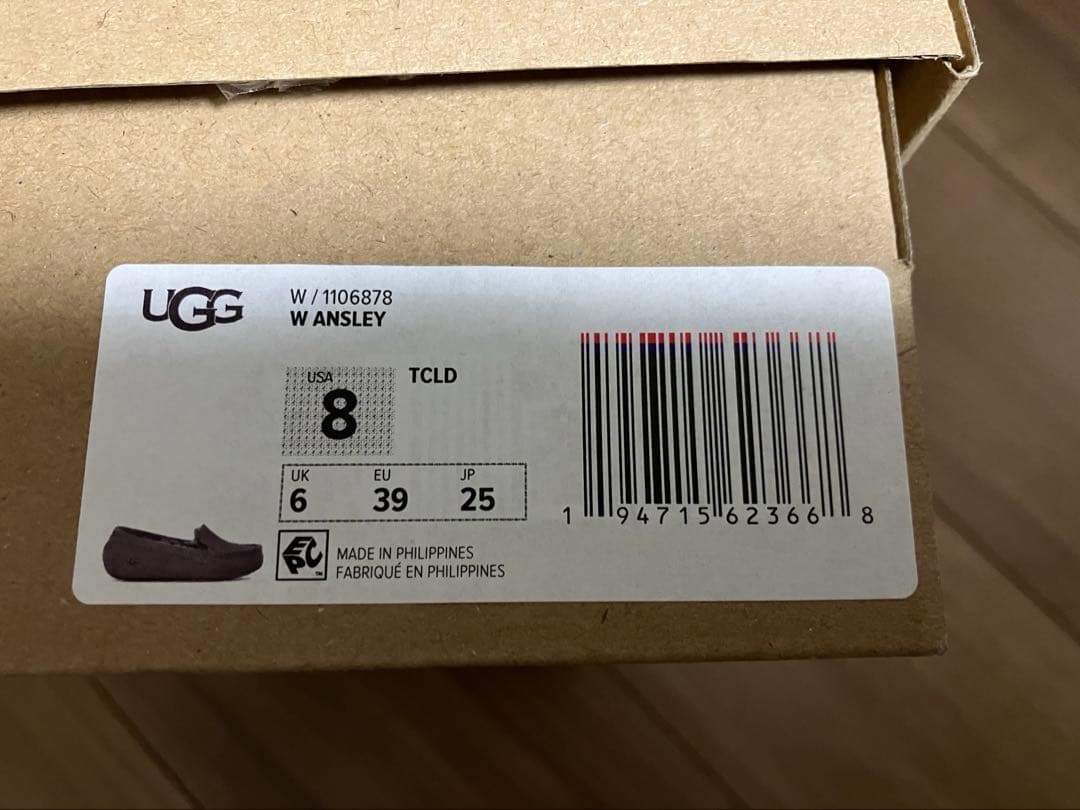 UGG
W / 1106878
W ANSLEY
USA
8
TCLD
UK EU JP
6 39 25
EPC™
MADE IN PHILIPPINES
FABRIQUÉ EN PHILIPPINES
1 94715 62366 8